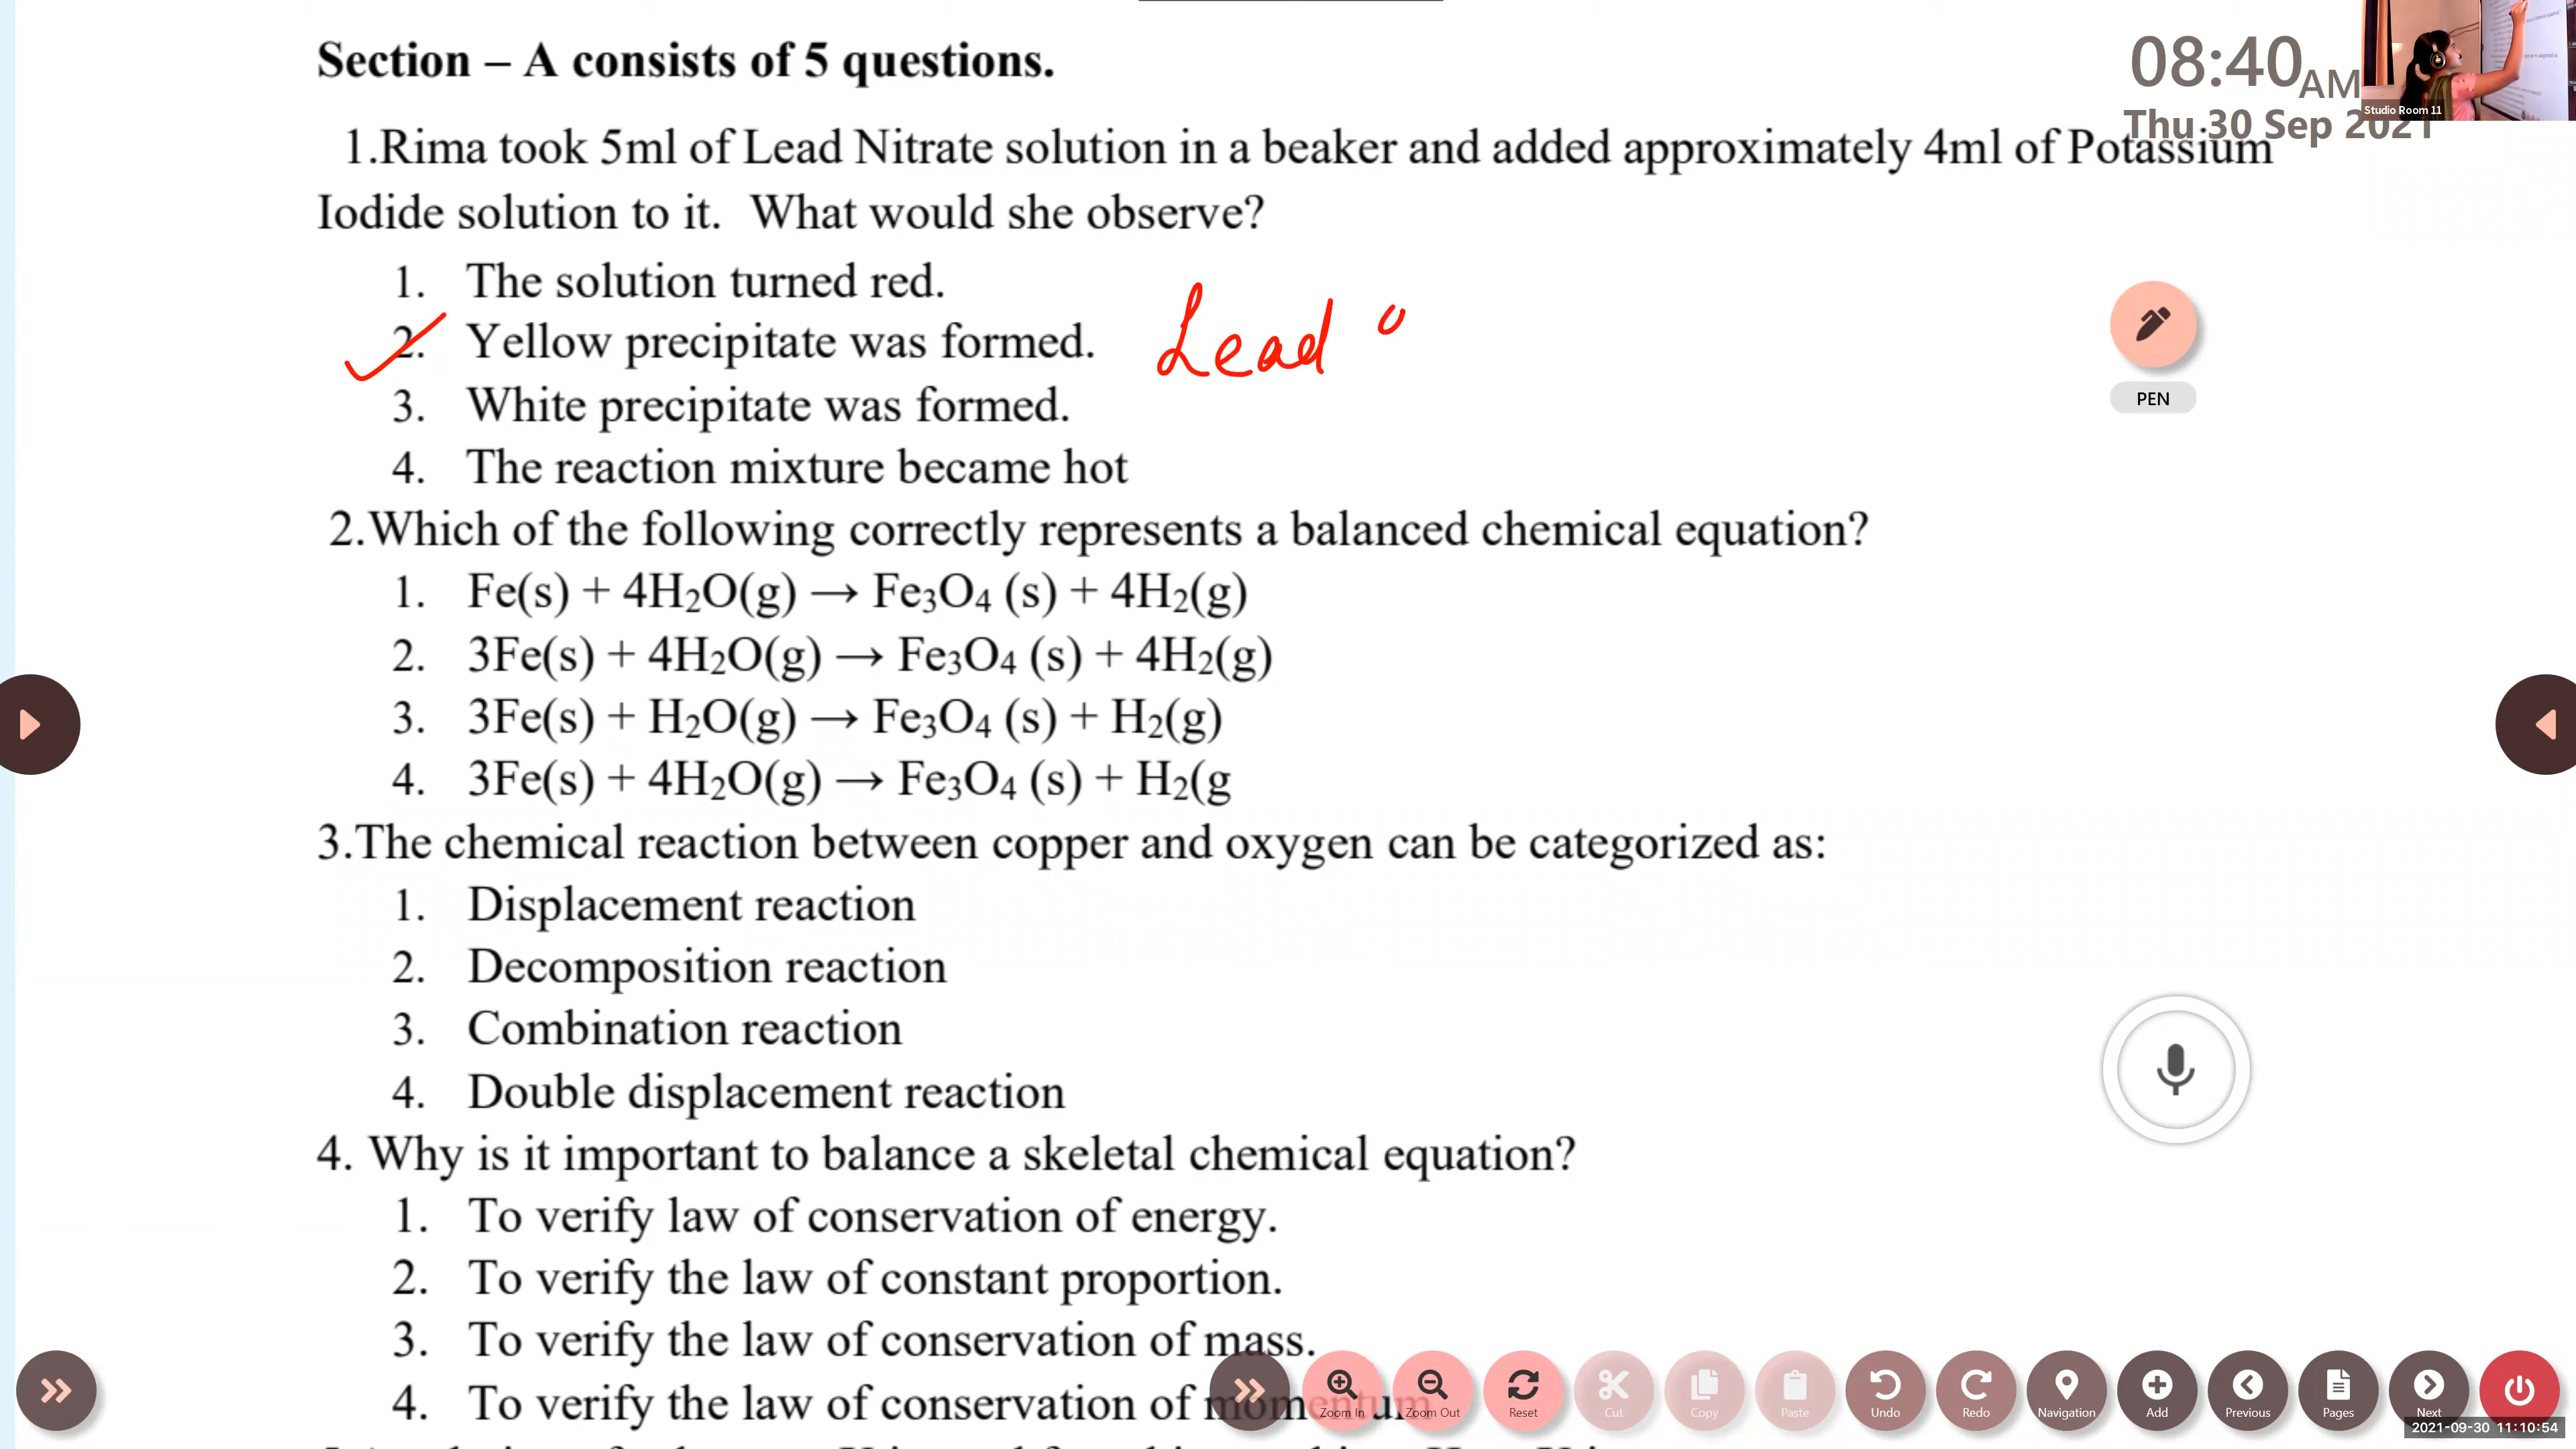 Section – A consists of 5 questions.
08:40 AM
Thu 30 Sep 2021
Studio Room 11
1.Rima took 5ml of Lead Nitrate solution in a beaker and added approximately 4ml of Potassium
Iodide solution to it.  What would she observe?
1. The solution turned red.
2. Yellow precipitate was formed.
Lead
3. White precipitate was formed.
4. The reaction mixture became hot
PEN
2.Which of the following correctly represents a balanced chemical equation?
1. Fe(s) + 4H₂O(g) → Fe₃O₄ (s) + 4H₂(g)
2. 3Fe(s) + 4H₂O(g) → Fe₃O₄ (s) + 4H₂(g)
3. 3Fe(s) + H₂O(g) → Fe₃O₄ (s) + H₂(g)
4. 3Fe(s) + 4H₂O(g) → Fe₃O₄ (s) + H₂(g
3.The chemical reaction between copper and oxygen can be categorized as:
1. Displacement reaction
2. Decomposition reaction
3. Combination reaction
4. Double displacement reaction
4. Why is it important to balance a skeletal chemical equation?
1. To verify law of conservation of energy.
2. To verify the law of constant proportion.
3. To verify the law of conservation of mass.
4. To verify the law of conservation of momentum
Zoom In Zoom Out Reset Cut Copy Paste Undo Redo Navigation Add Previous Pages Next
2021-09-30 11:10:54